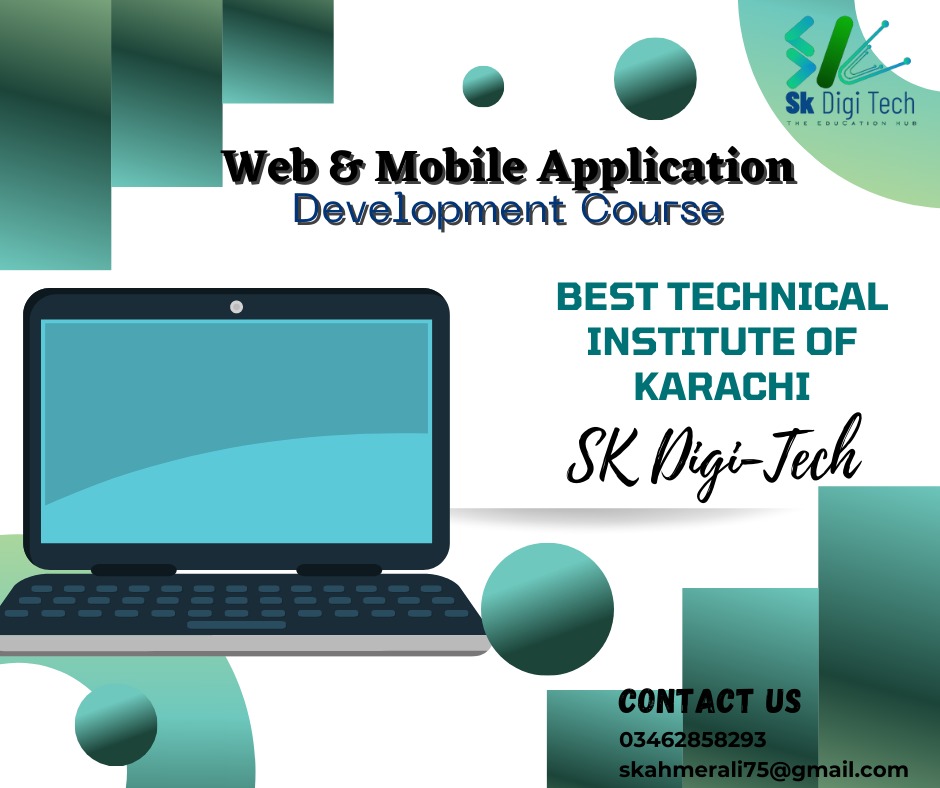 Sk Digi Tech
THE EDUCATION HUB
Web & Mobile Application
Development Course
BEST TECHNICAL
INSTITUTE OF
KARACHI
SK Digi-Tech
CONTACT US
03462858293
skahmerali75@gmail.com